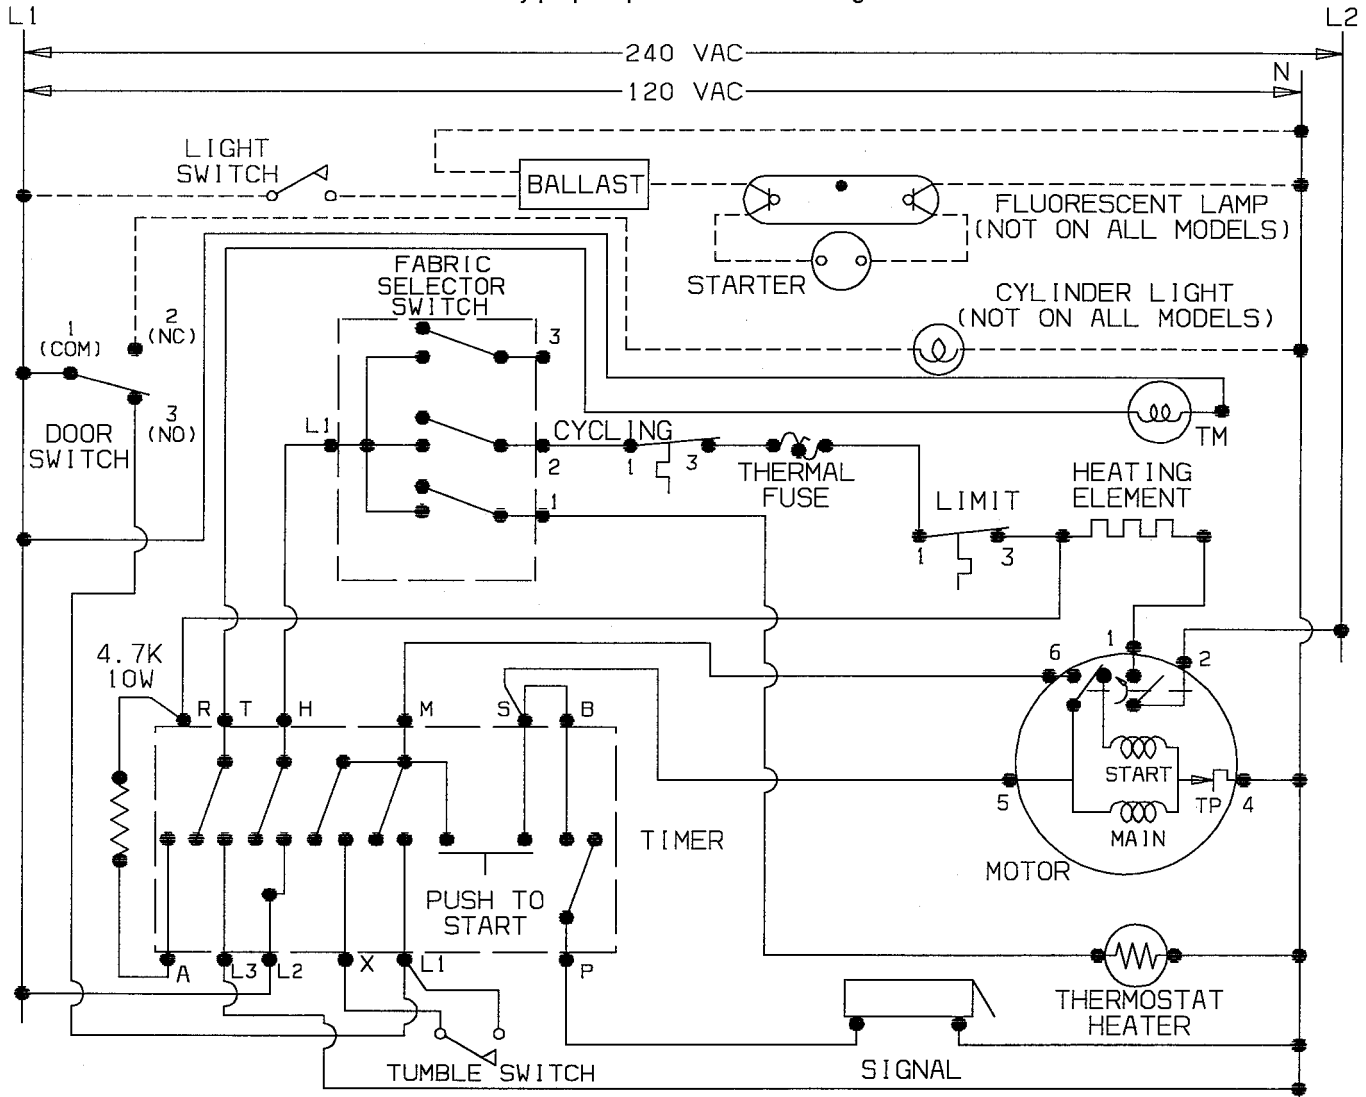 L1
L2
240 VAC
N
120 VAC
LIGHT
SWITCH
BALLAST
FLUORESCENT LAMP
(NOT ON ALL MODELS)
STARTER
FABRIC
SELECTOR
SWITCH
CYLINDER LIGHT
(NOT ON ALL MODELS)
1
(COM)
2
(NC)
3
3
(NO)
DOOR
SWITCH
L1
CYCLING
2
1
3
THERMAL
FUSE
TM
HEATING
ELEMENT
LIMIT
1
1
3
4.7K
10W
6
1
2
R
T
H
M
S
B
START
5
TP
4
MAIN
TIMER
MOTOR
PUSH TO
START
A
L3
L2
X
L1
P
THERMOSTAT
HEATER
TUMBLE SWITCH
SIGNAL